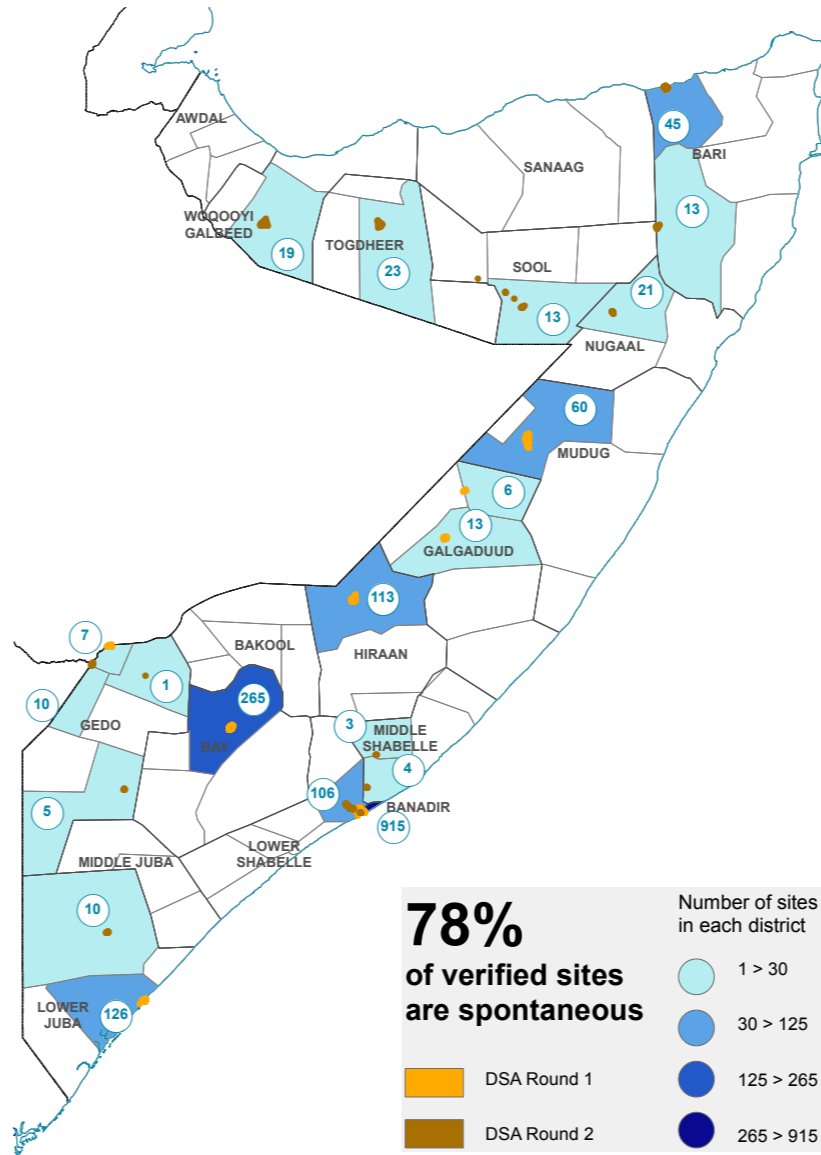 AWDAL
45
BARI
SANAAG
13
WOQOOYI
GALBEED
19
TOGDHEER
23
SOOL
13
21
NUGAAL
60
MUDUG
6
13
GALGADUUD
113
HIRAAN
7
BAKOOL
1
265
10
GEDO
BAY
3
MIDDLE
SHABELLE
4
106
BANADIR
915
5
LOWER
SHABELLE
MIDDLE JUBA
10
LOWER
JUBA
126
78%
of verified sites
are spontaneous
DSA Round 1
DSA Round 2
Number of sites
in each district
1 > 30
30 > 125
125 > 265
265 > 915